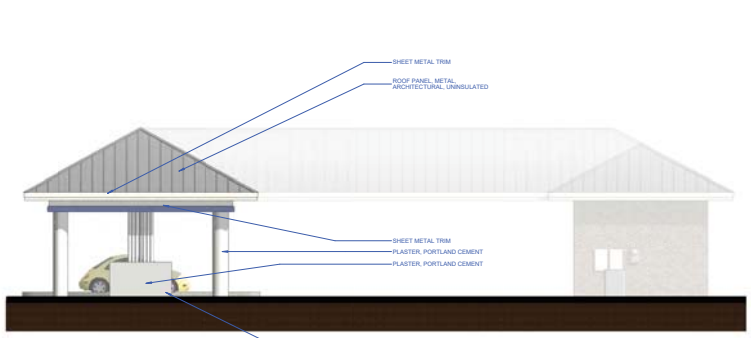 SHEET METAL TRIM
ROOF PANEL, METAL,
ARCHITECTURAL, UNINSULATED
SHEET METAL TRIM
PLASTER, PORTLAND CEMENT
PLASTER, PORTLAND CEMENT